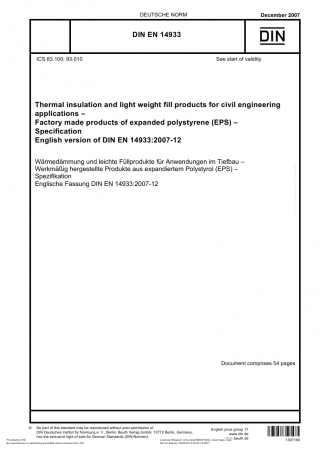 DEUTSCHE NORM
December 2007
DIN EN 14933
DIN
ICS 83.100; 93.010
See start of validity
Thermal insulation and light weight fill products for civil engineering
applications –
Factory made products of expanded polystyrene (EPS) –
Specification
English version of DIN EN 14933:2007-12
Wärmedämmung und leichte Füllprodukte für Anwendungen im Tiefbau –
Werkmäßig hergestellte Produkte aus expandiertem Polystyrol (EPS) –
Spezifikation
Englische Fassung DIN EN 14933:2007-12
Document comprises 54 pages
© No part of this standard may be reproduced without prior permission of
DIN Deutsches Institut für Normung e. V., Berlin. Beuth Verlag GmbH, 10772 Berlin, Germany,
has the exclusive right of sale for German Standards (DIN-Normen).
English price group 17
www.din.de
beuth.de